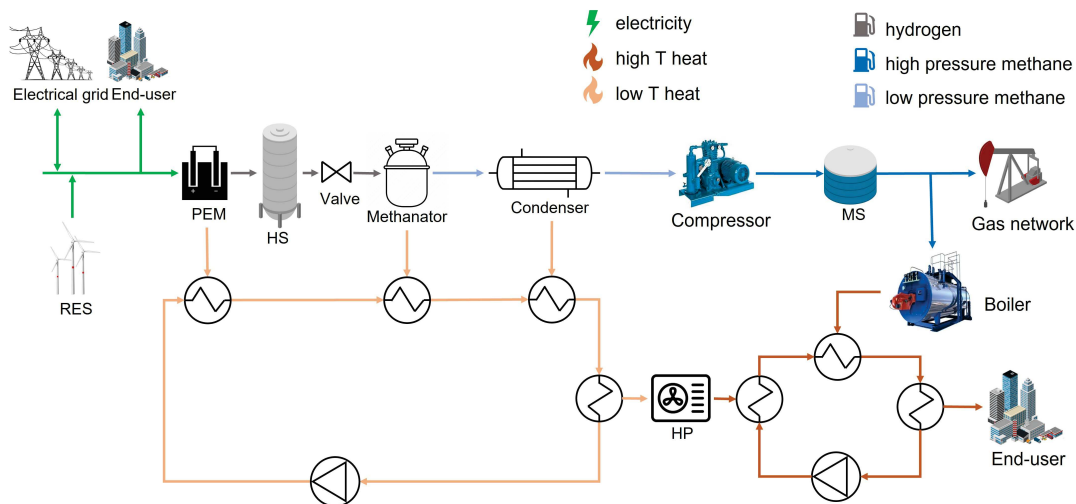 electricity
high T heat
low T heat
hydrogen
high pressure methane
low pressure methane
Electrical grid
End-user
PEM
+
HS
Valve
Methanator
Condenser
Compressor
MS
Gas network
RES
Boiler
HP
End-user